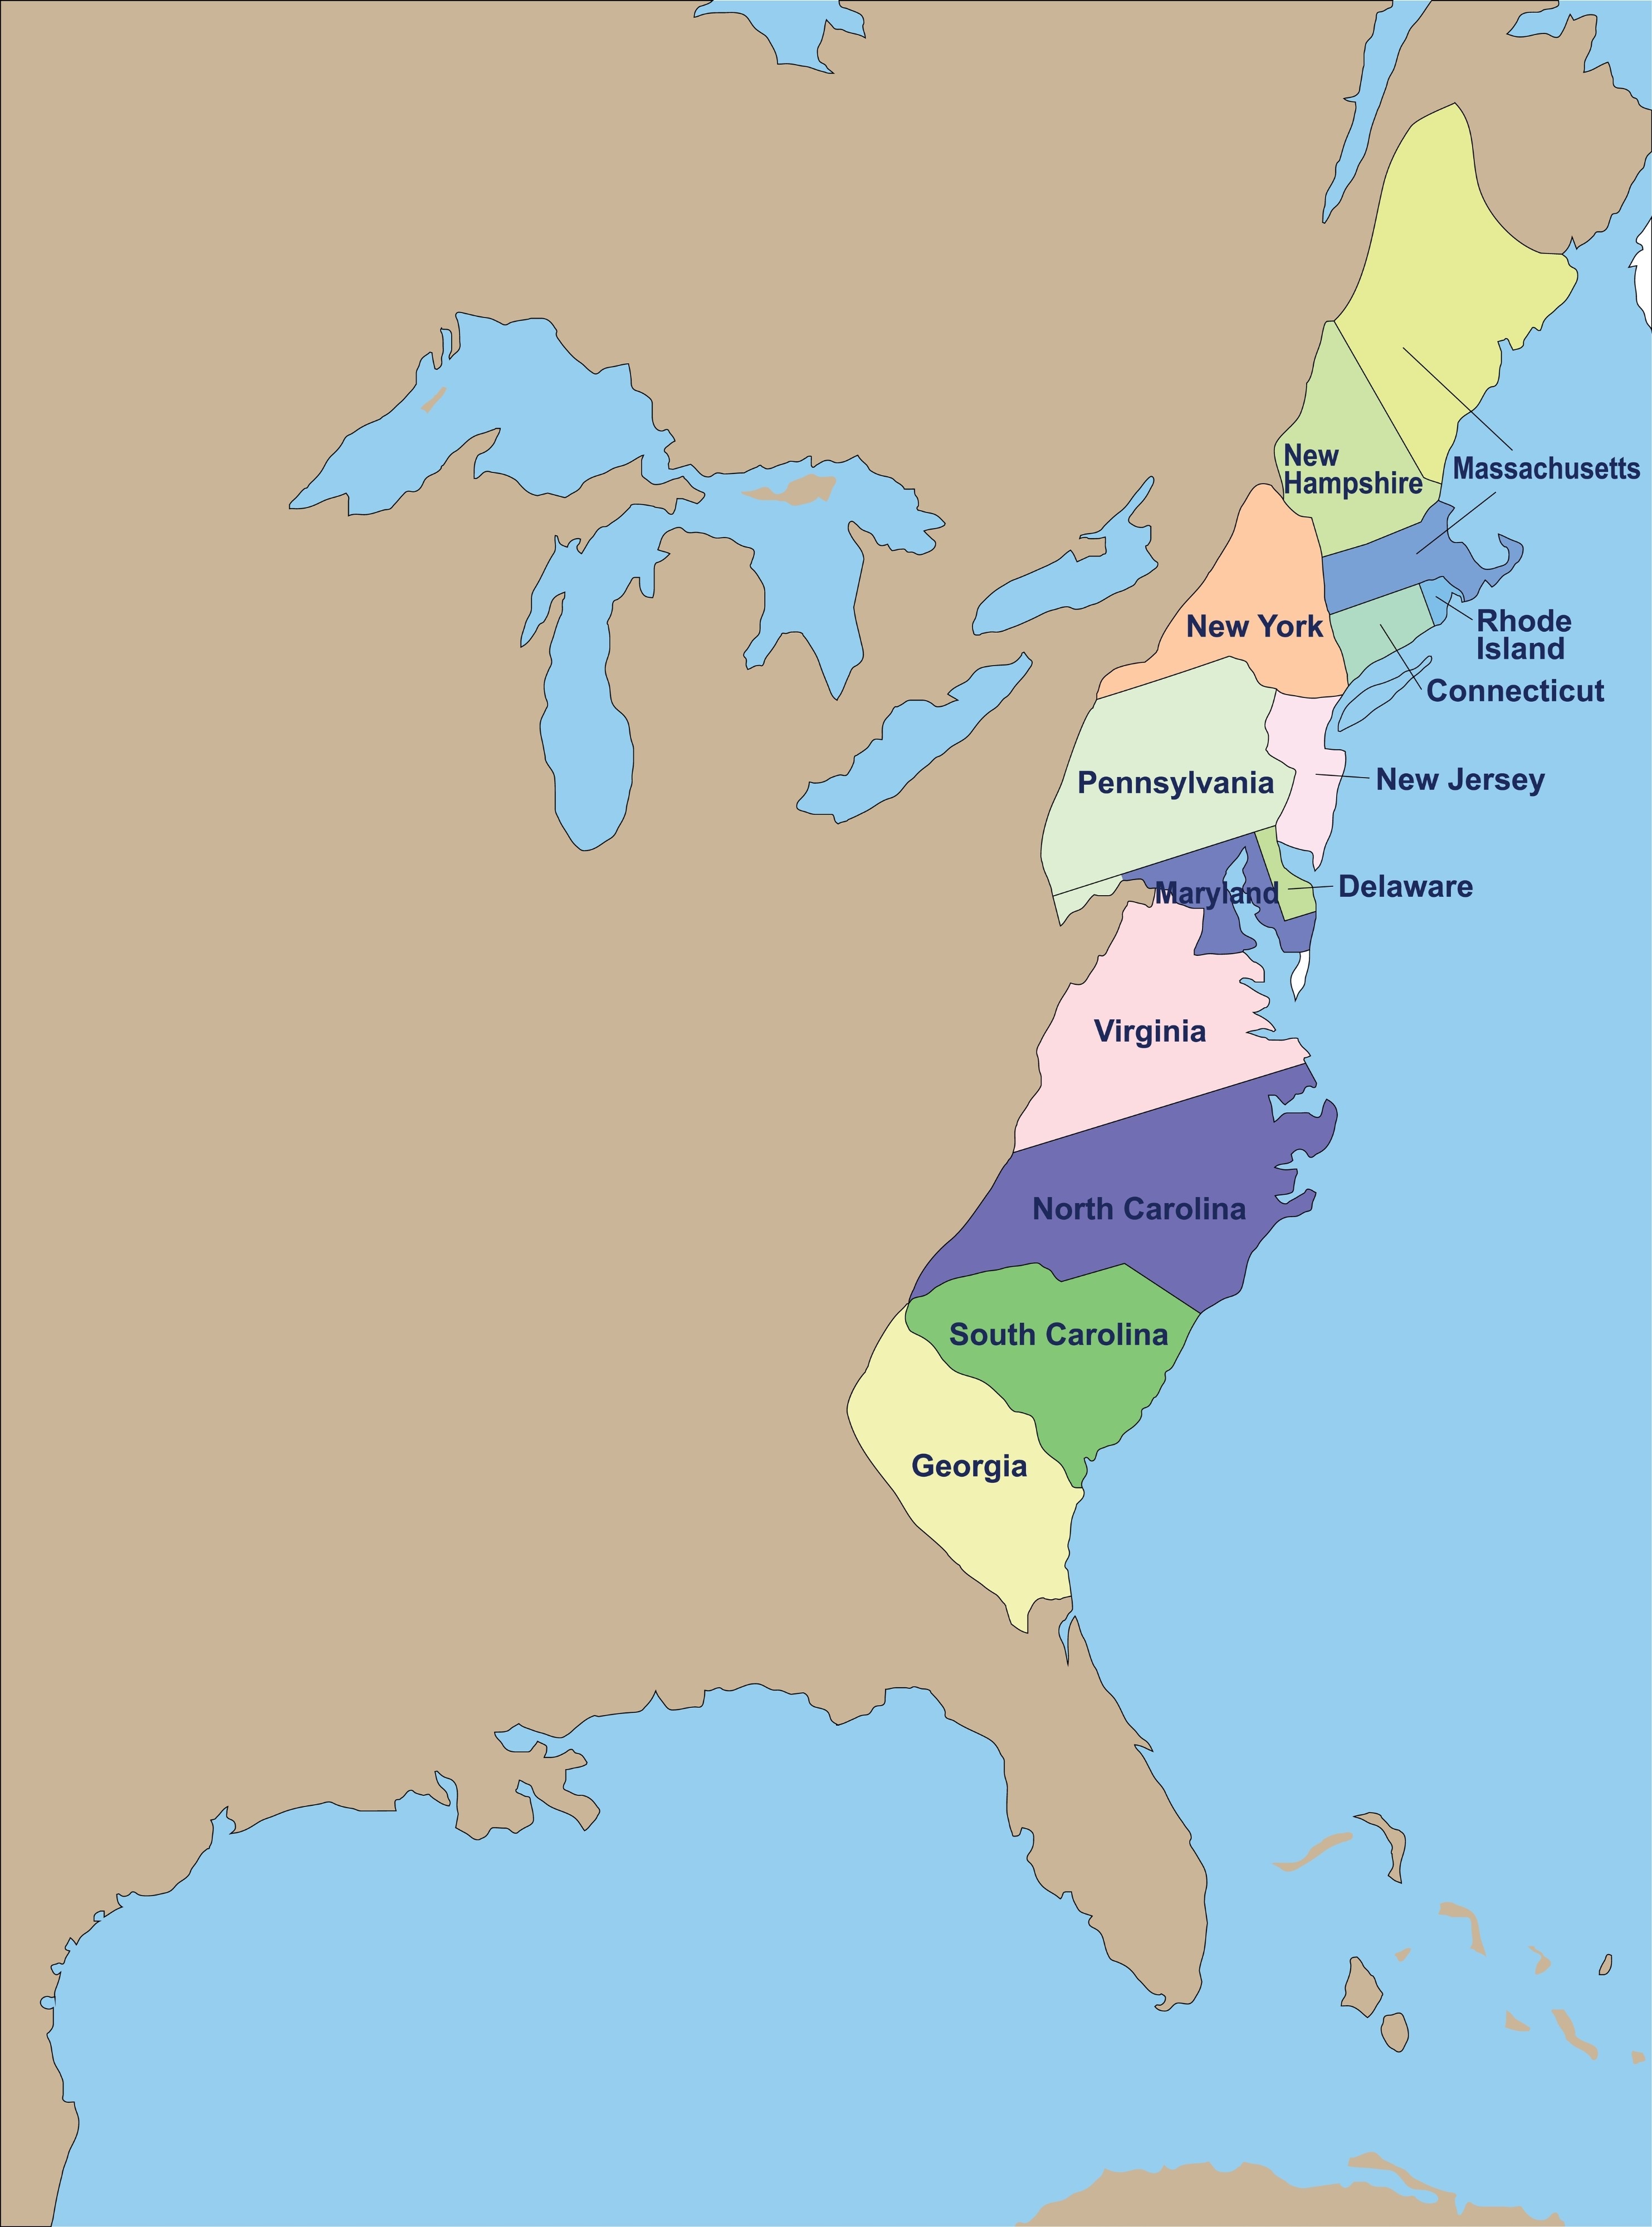 New
Hampshire
Massachusetts
New York
Rhode
Island
Connecticut
Pennsylvania
New Jersey
Maryland
Delaware
Virginia
North Carolina
South Carolina
Georgia